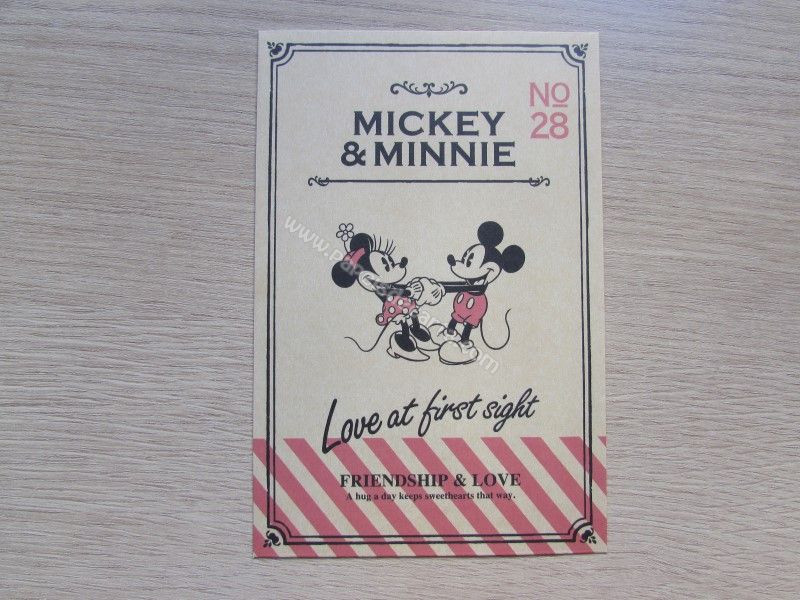 No
28
MICKEY
& MINNIE
Love at first sight
FRIENDSHIP & LOVE
A hug a day keeps sweethearts that way.